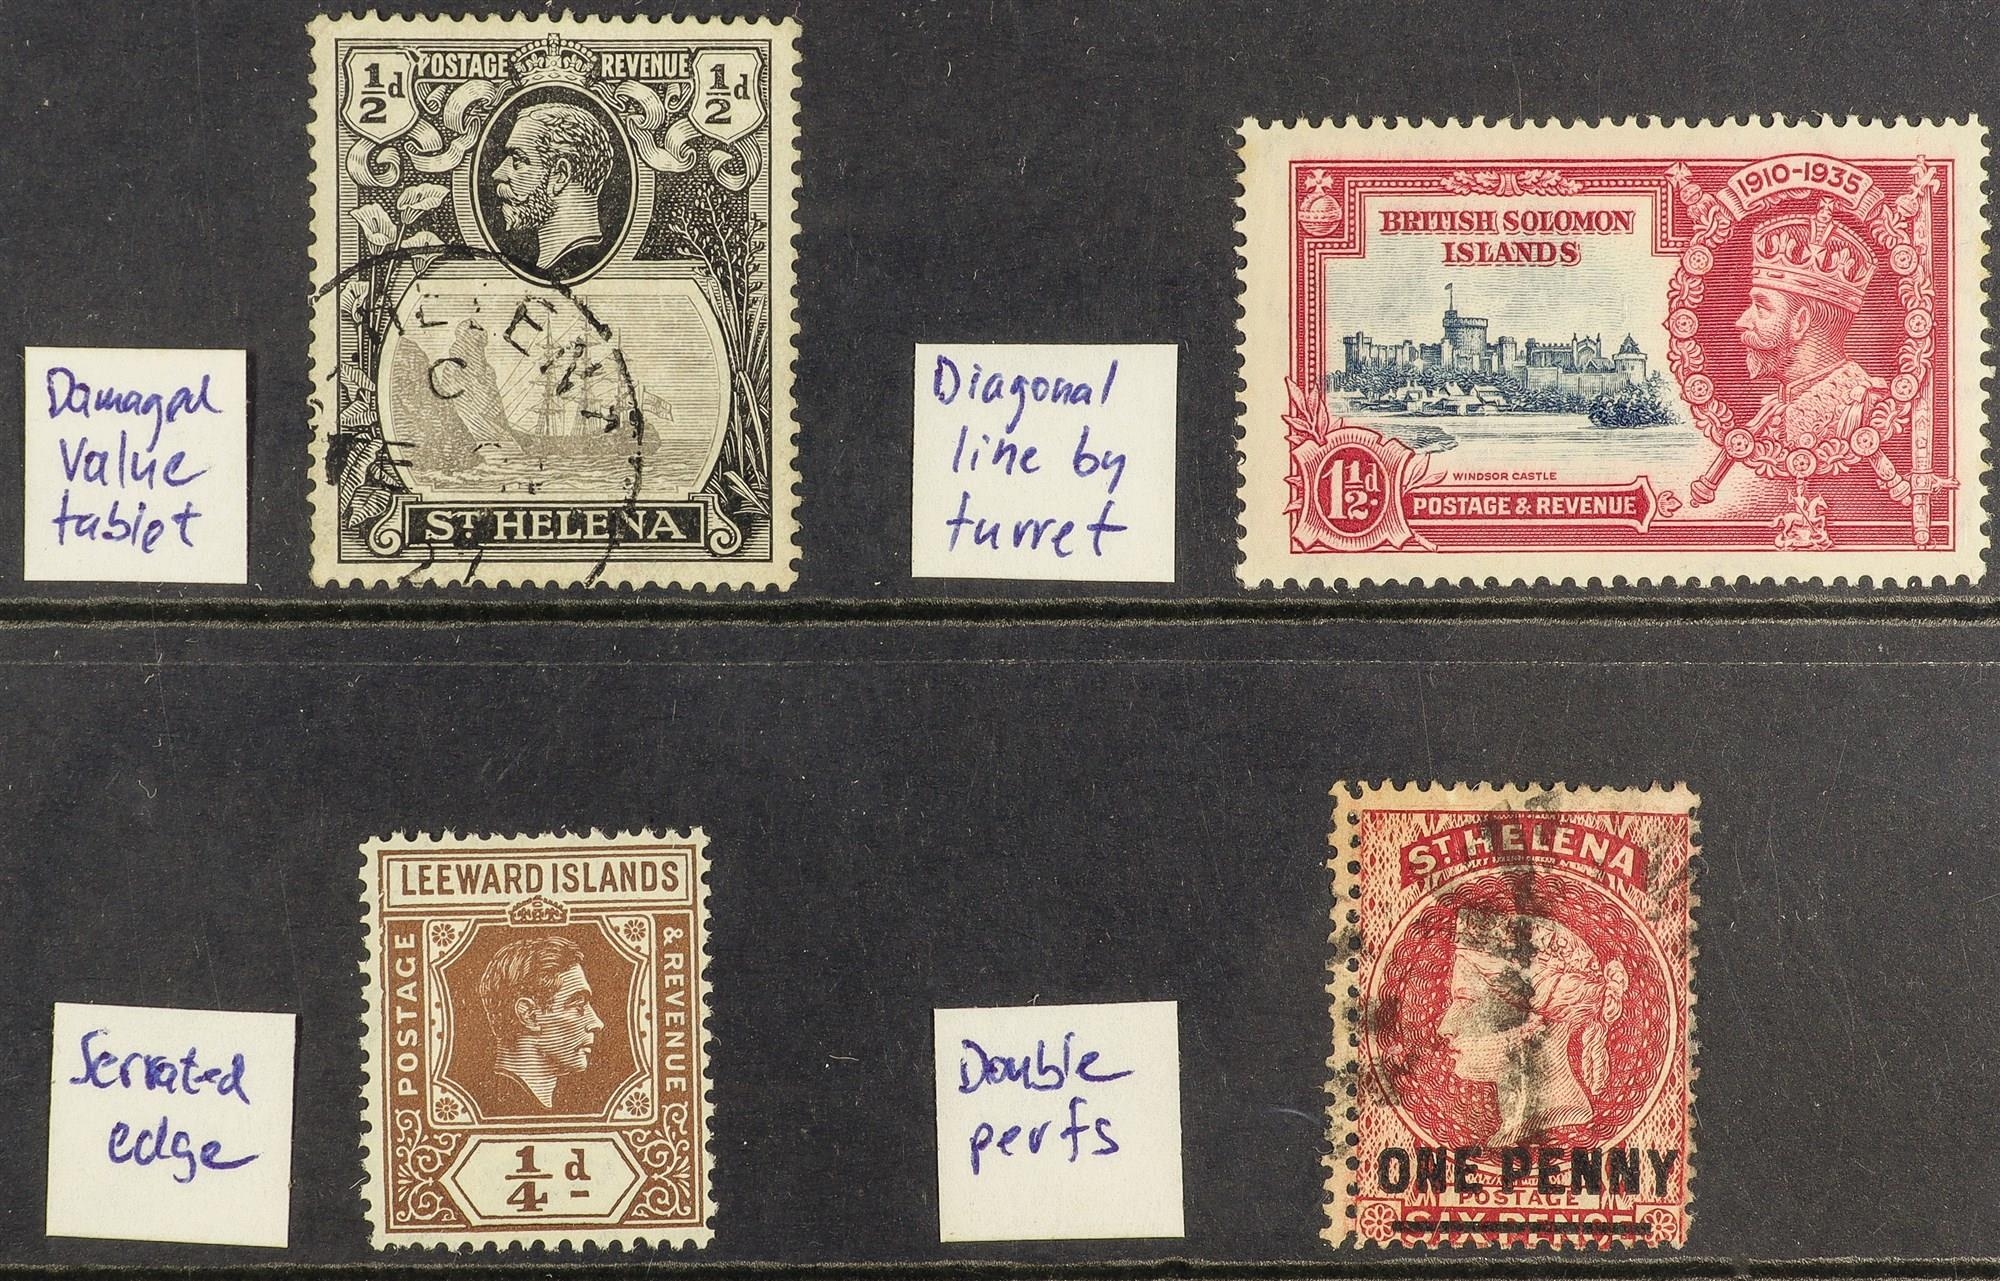 ½d POSTAGE REVENUE ½d
ST HELENA
27
Damaged
value
tablet
1910-1935
BRITISH SOLOMON
ISLANDS
WINDSOR CASTLE
1½d. POSTAGE & REVENUE
Diagonal
line by
turret
LEEWARD ISLANDS
POSTAGE
& REVENUE
¼d
Serrated
edge
ST HELENA
ONE PENNY
POSTAGE
SIX PENCE
Double
perfs